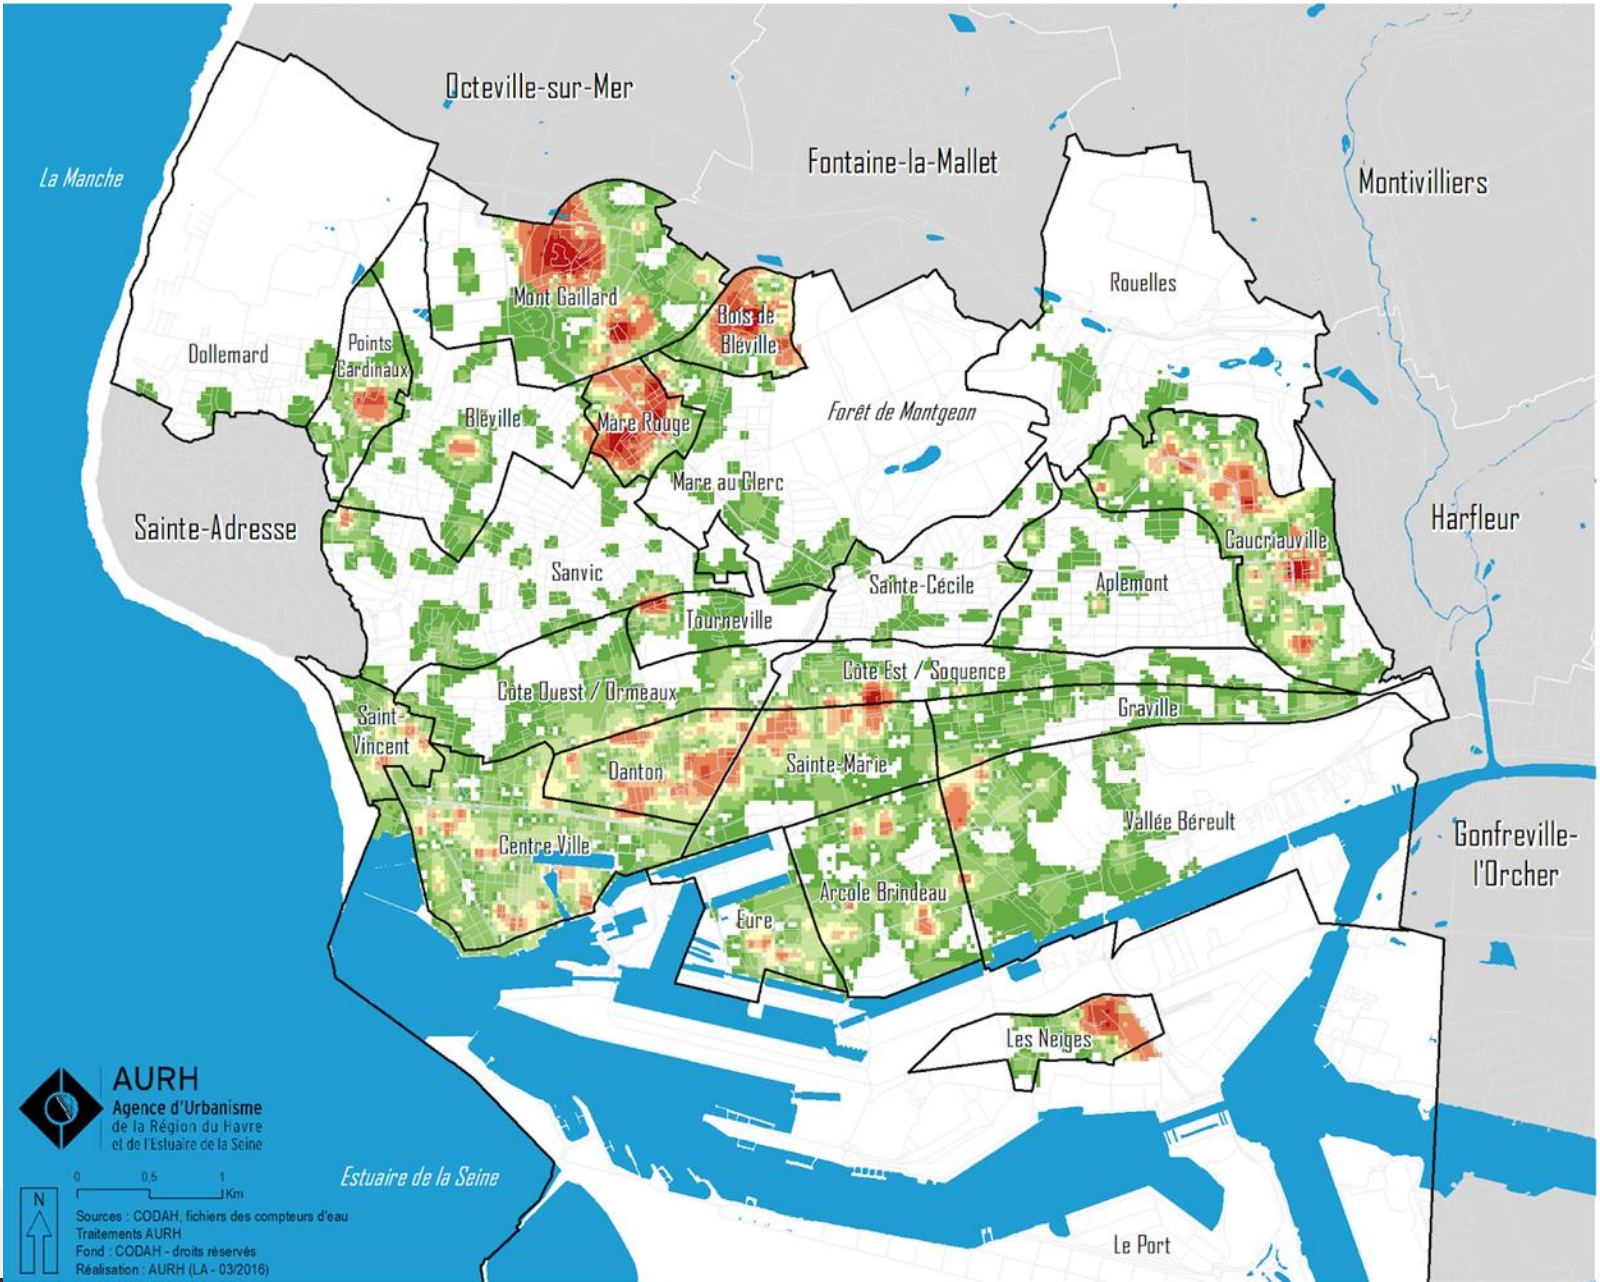 Octeville-sur-Mer
Fontaine-la-Mallet
La Manche
Montivilliers
Rouelles
Mont Gaillard
Bois de
Bléville
Points
Cardinaux
Dollemard
Bléville
Mare Rouge
Forêt de Montgeon
Mare au Clerc
Sainte-Adresse
Harfleur
Caucriauville
Sanvic
Sainte-Cécile
Aplemont
Tourneville
Côte Ouest / Ormeaux
Côte Est / Soquence
Graville
Saint-
Vincent
Danton
Sainte-Marie
Vallée Béreult
Centre Ville
Gonfreville-
l'Orcher
Arcole Brindeau
Eure
Les Neiges
AURH
Agence d'Urbanisme
de la Région du Havre
et de l'Estuaire de la Seine
Estuaire de la Seine
0 0,5 1
Km
N
Sources : CODAH, fichiers des compteurs d'eau
Traitements AURH
Fond : CODAH - droits réservés
Réalisation : AURH (LA - 03/2016)
Le Port